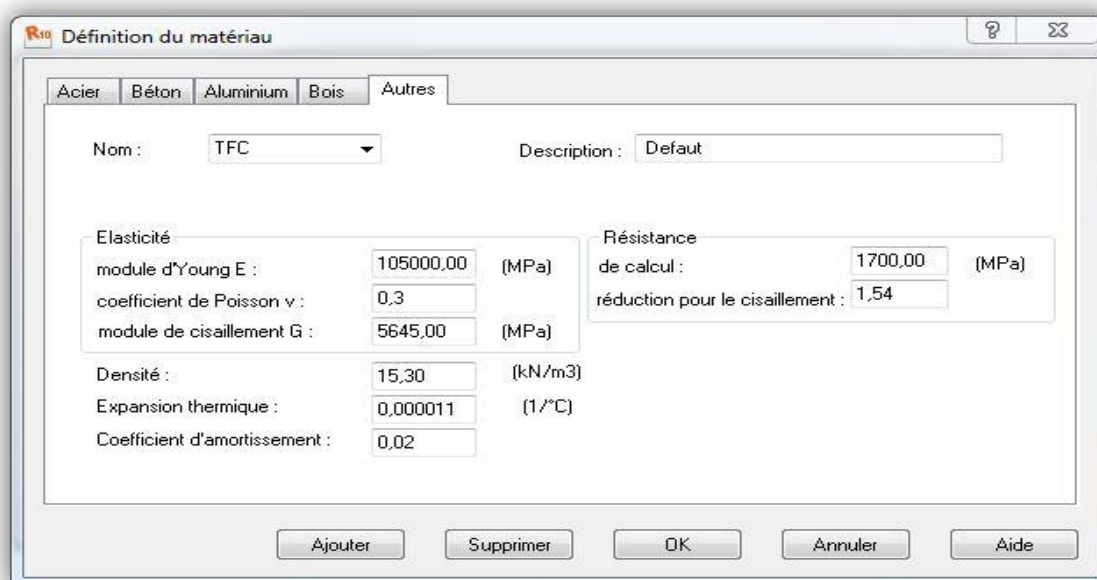 R10 Définition du matériau
Acier Béton Aluminium Bois Autres
Nom : TFC Description : Defaut
Elasticité Résistance
module d'Young E : 105000,00 (MPa) de calcul : 1700,00 (MPa)
coefficient de Poisson ν : 0,3 réduction pour le cisaillement : 1,54
module de cisaillement G : 5645,00 (MPa)
Densité : 15,30 (kN/m3)
Expansion thermique : 0,000011 (1/°C)
Coefficient d'amortissement : 0,02
Ajouter Supprimer OK Annuler Aide